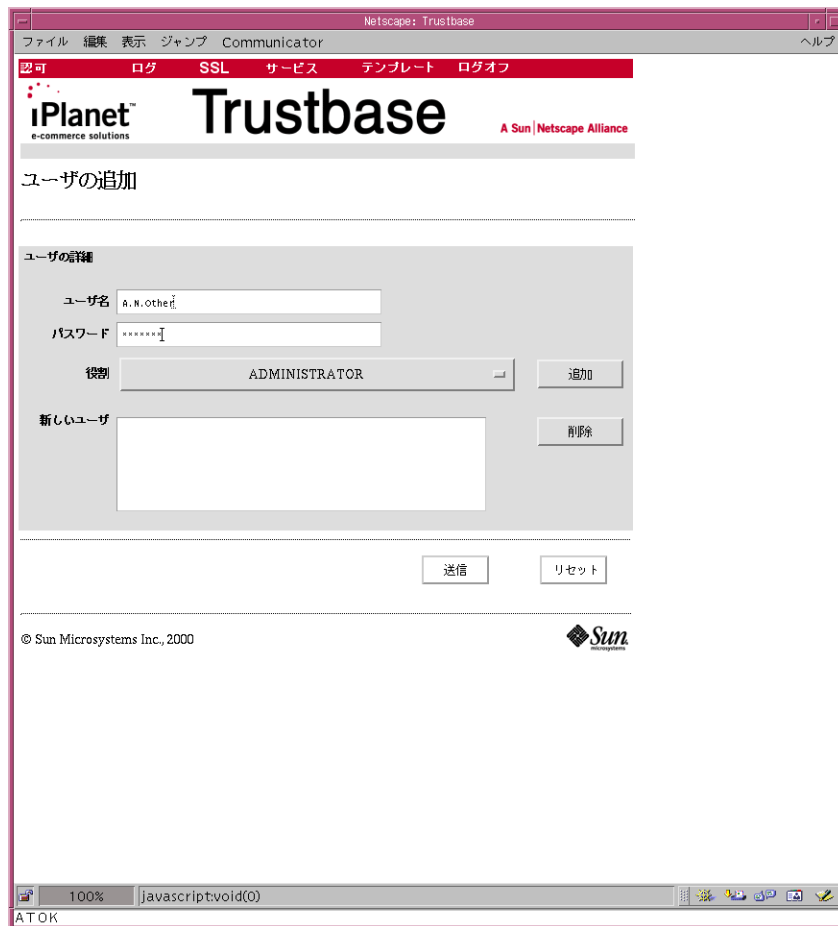 Netscape: Trustbase
ファイル 編集 表示 ジャンプ Communicator ヘルプ
認可 ログ SSL サービス テンプレート ログオフ
iPlanet™
e-commerce solutions
Trustbase
A Sun|Netscape Alliance
ユーザの追加
ユーザの詳細
ユーザ名 A.N.Other
パスワード *******
役割 ADMINISTRATOR 追加
新しいユーザ 削除
送信 リセット
© Sun Microsystems Inc., 2000
Sun
microsystems
100% javascript:void(0)
ATOK